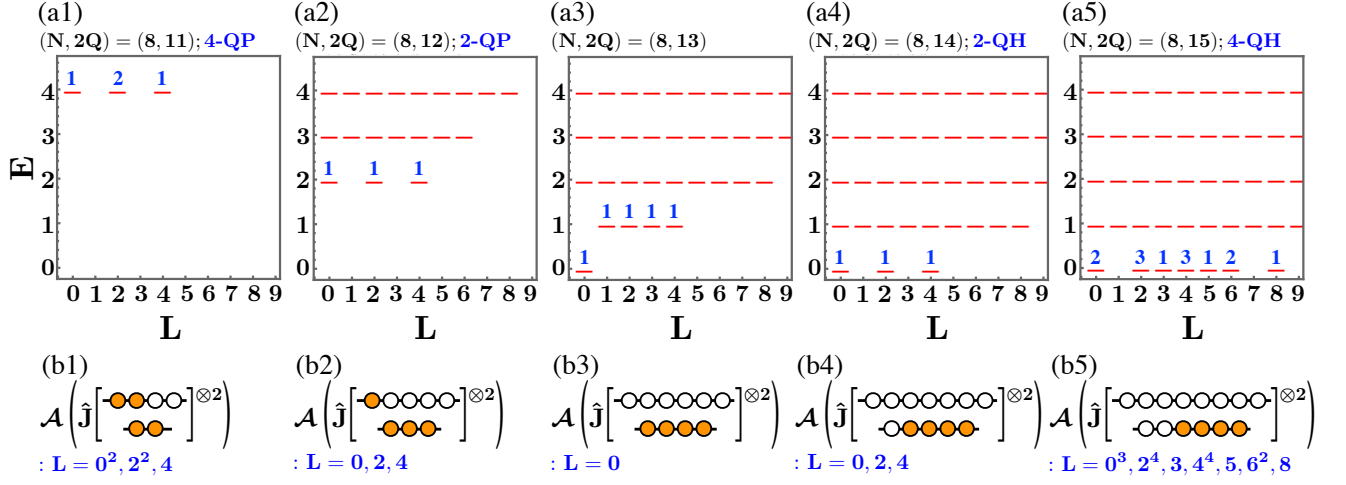 (a1) (a2) (a3) (a4) (a5)
(N, 2Q) = (8, 11); 4-QP (N, 2Q) = (8, 12); 2-QP (N, 2Q) = (8, 13) (N, 2Q) = (8, 14); 2-QH (N, 2Q) = (8, 15); 4-QH
E
4 1 2 1
3
2
1
0
0 1 2 3 4 5 6 7 8 9
L
4
3
2 1 1 1
1
0
0 1 2 3 4 5 6 7 8 9
L
4
3
2
1 1 1 1 1
0 1
0 1 2 3 4 5 6 7 8 9
L
4
3
2
1
0 1 1 1
0 1 2 3 4 5 6 7 8 9
L
4
3
2
1
0 2 3 1 3 1 2 1
0 1 2 3 4 5 6 7 8 9
L
(b1) (b2) (b3) (b4) (b5)
𝒜(Ĵ[ ]⊗2) 𝒜(Ĵ[ ]⊗2) 𝒜(Ĵ[ ]⊗2) 𝒜(Ĵ[ ]⊗2) 𝒜(Ĵ[ ]⊗2)
: L = 0², 2², 4 : L = 0, 2, 4 : L = 0 : L = 0, 2, 4 : L = 0³, 2⁴, 3, 4⁴, 5, 6², 8